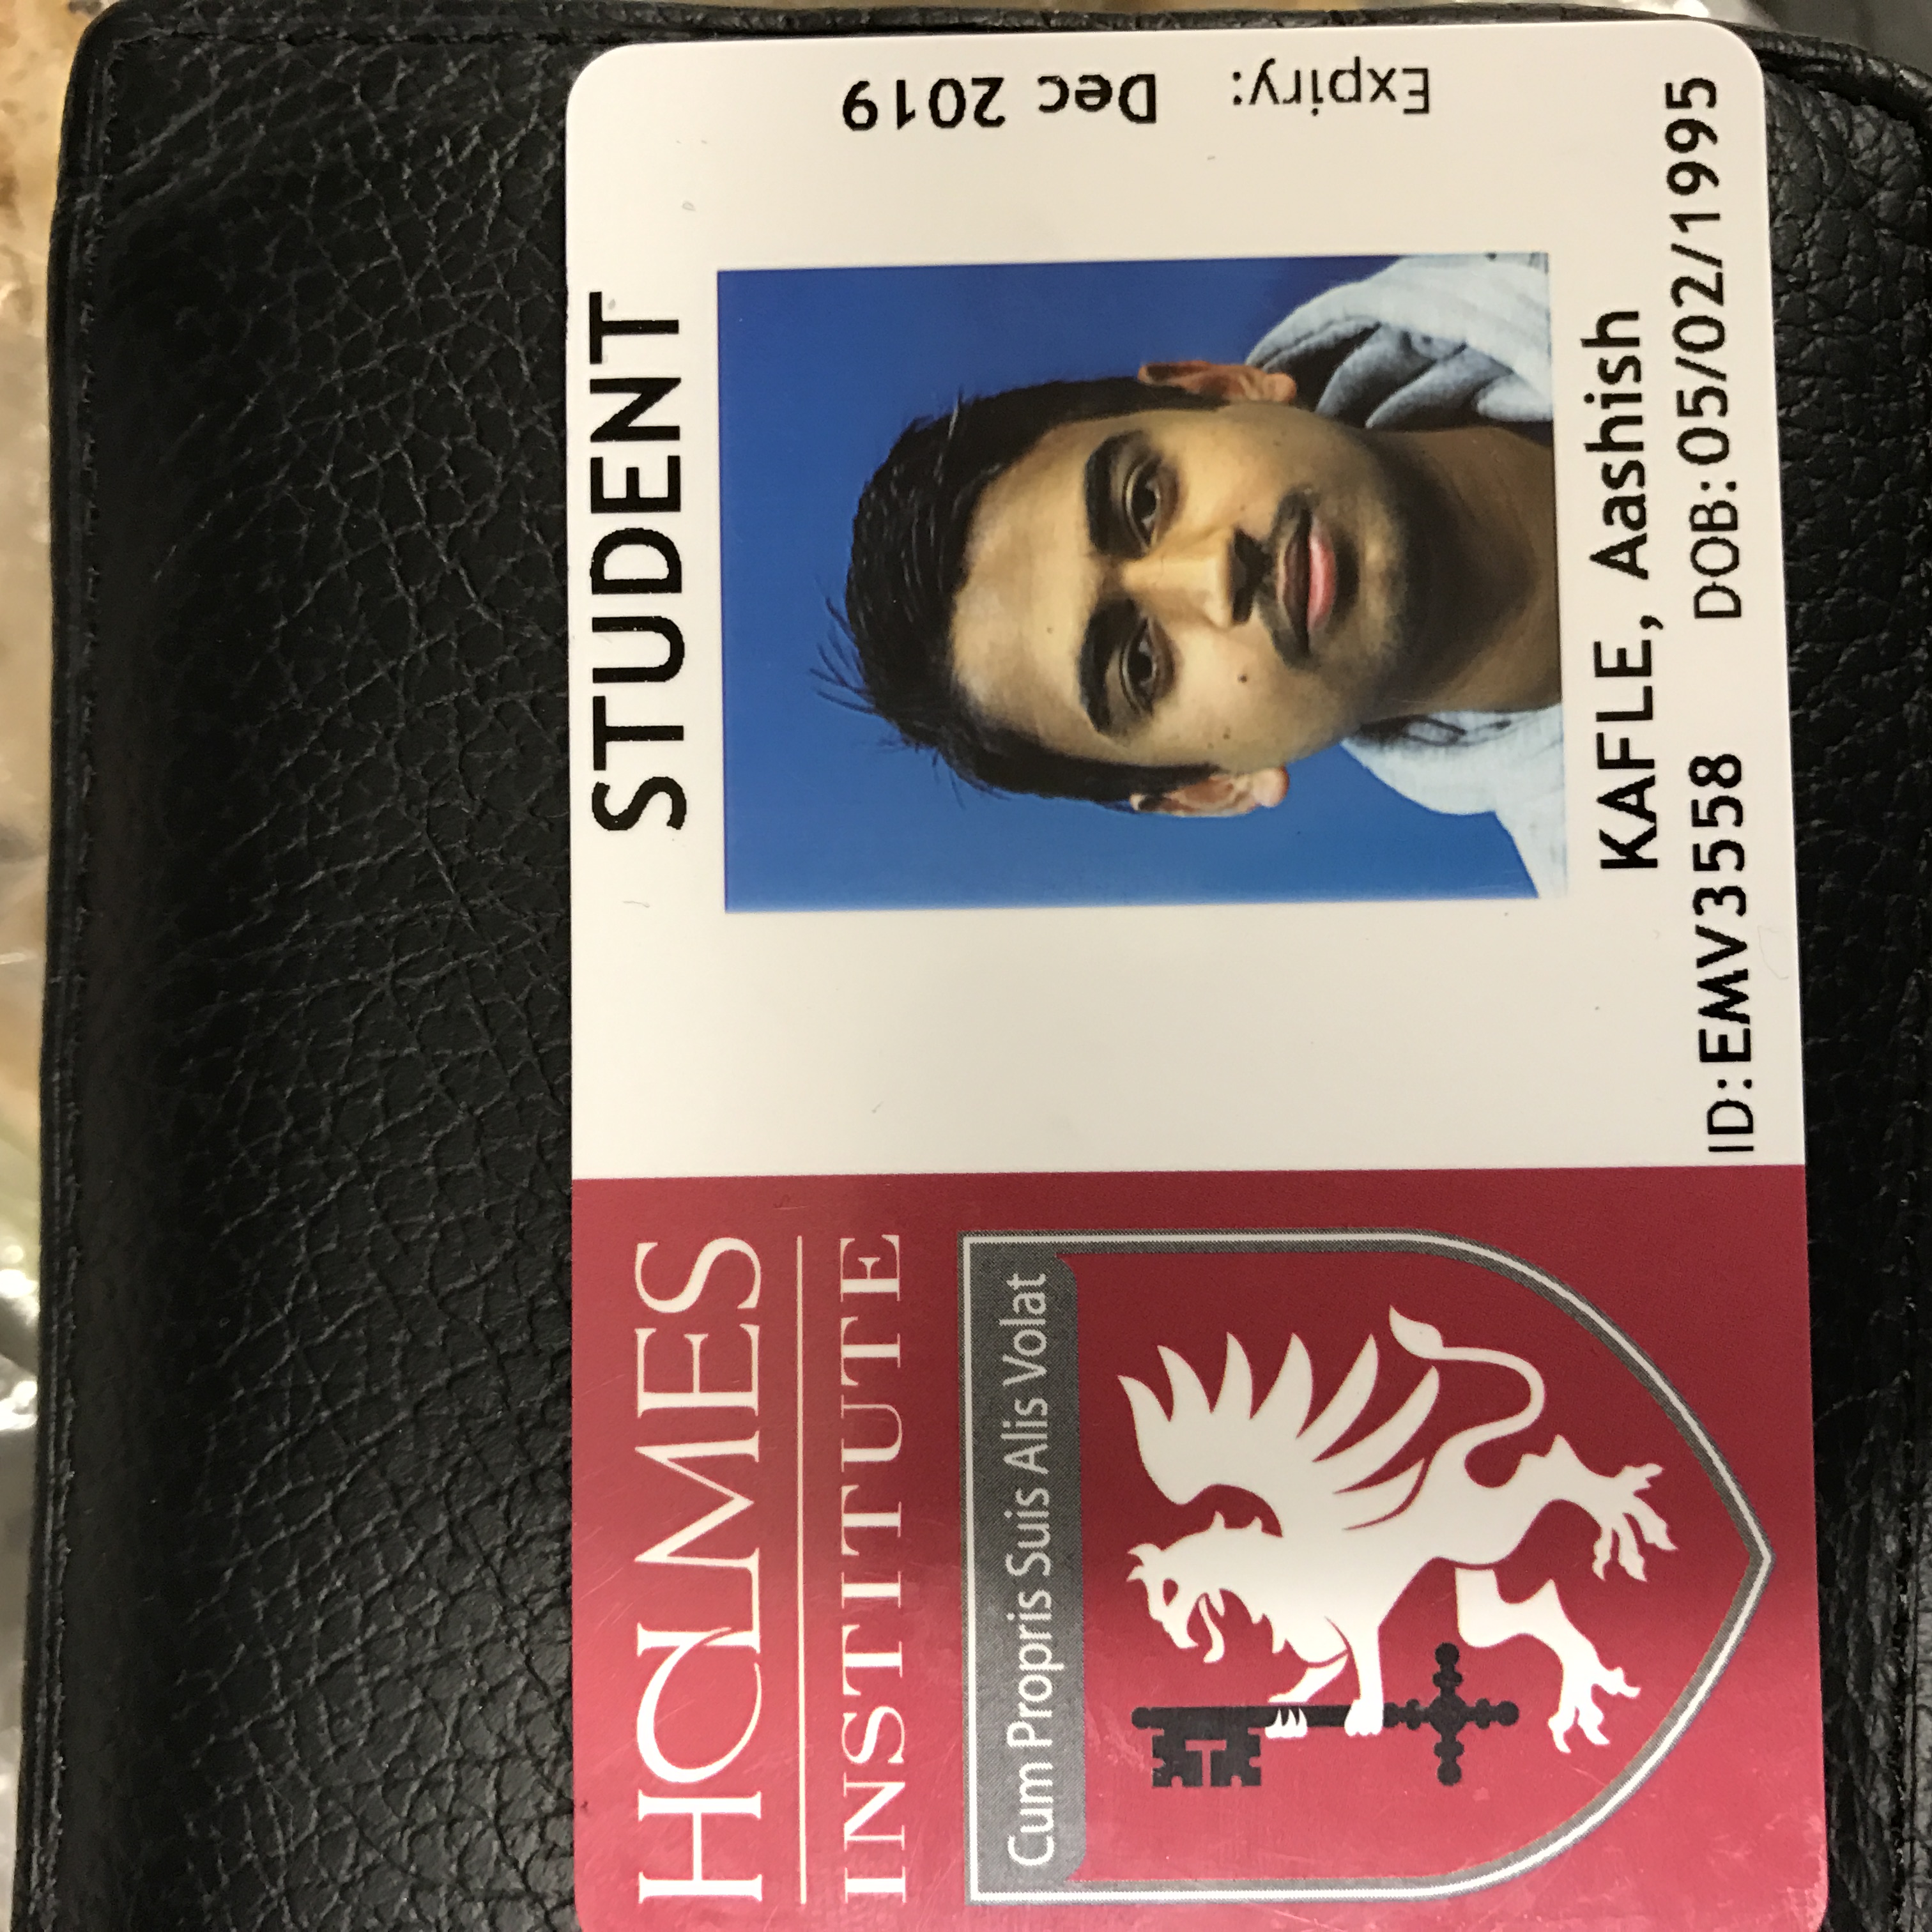 HOLMES
INSTITUTE
Cum Propris Suis Alis Volat
STUDENT
Expiry: Dec 2019
KAFLE, Aashish
ID: EMV3558 DOB: 05/02/1995